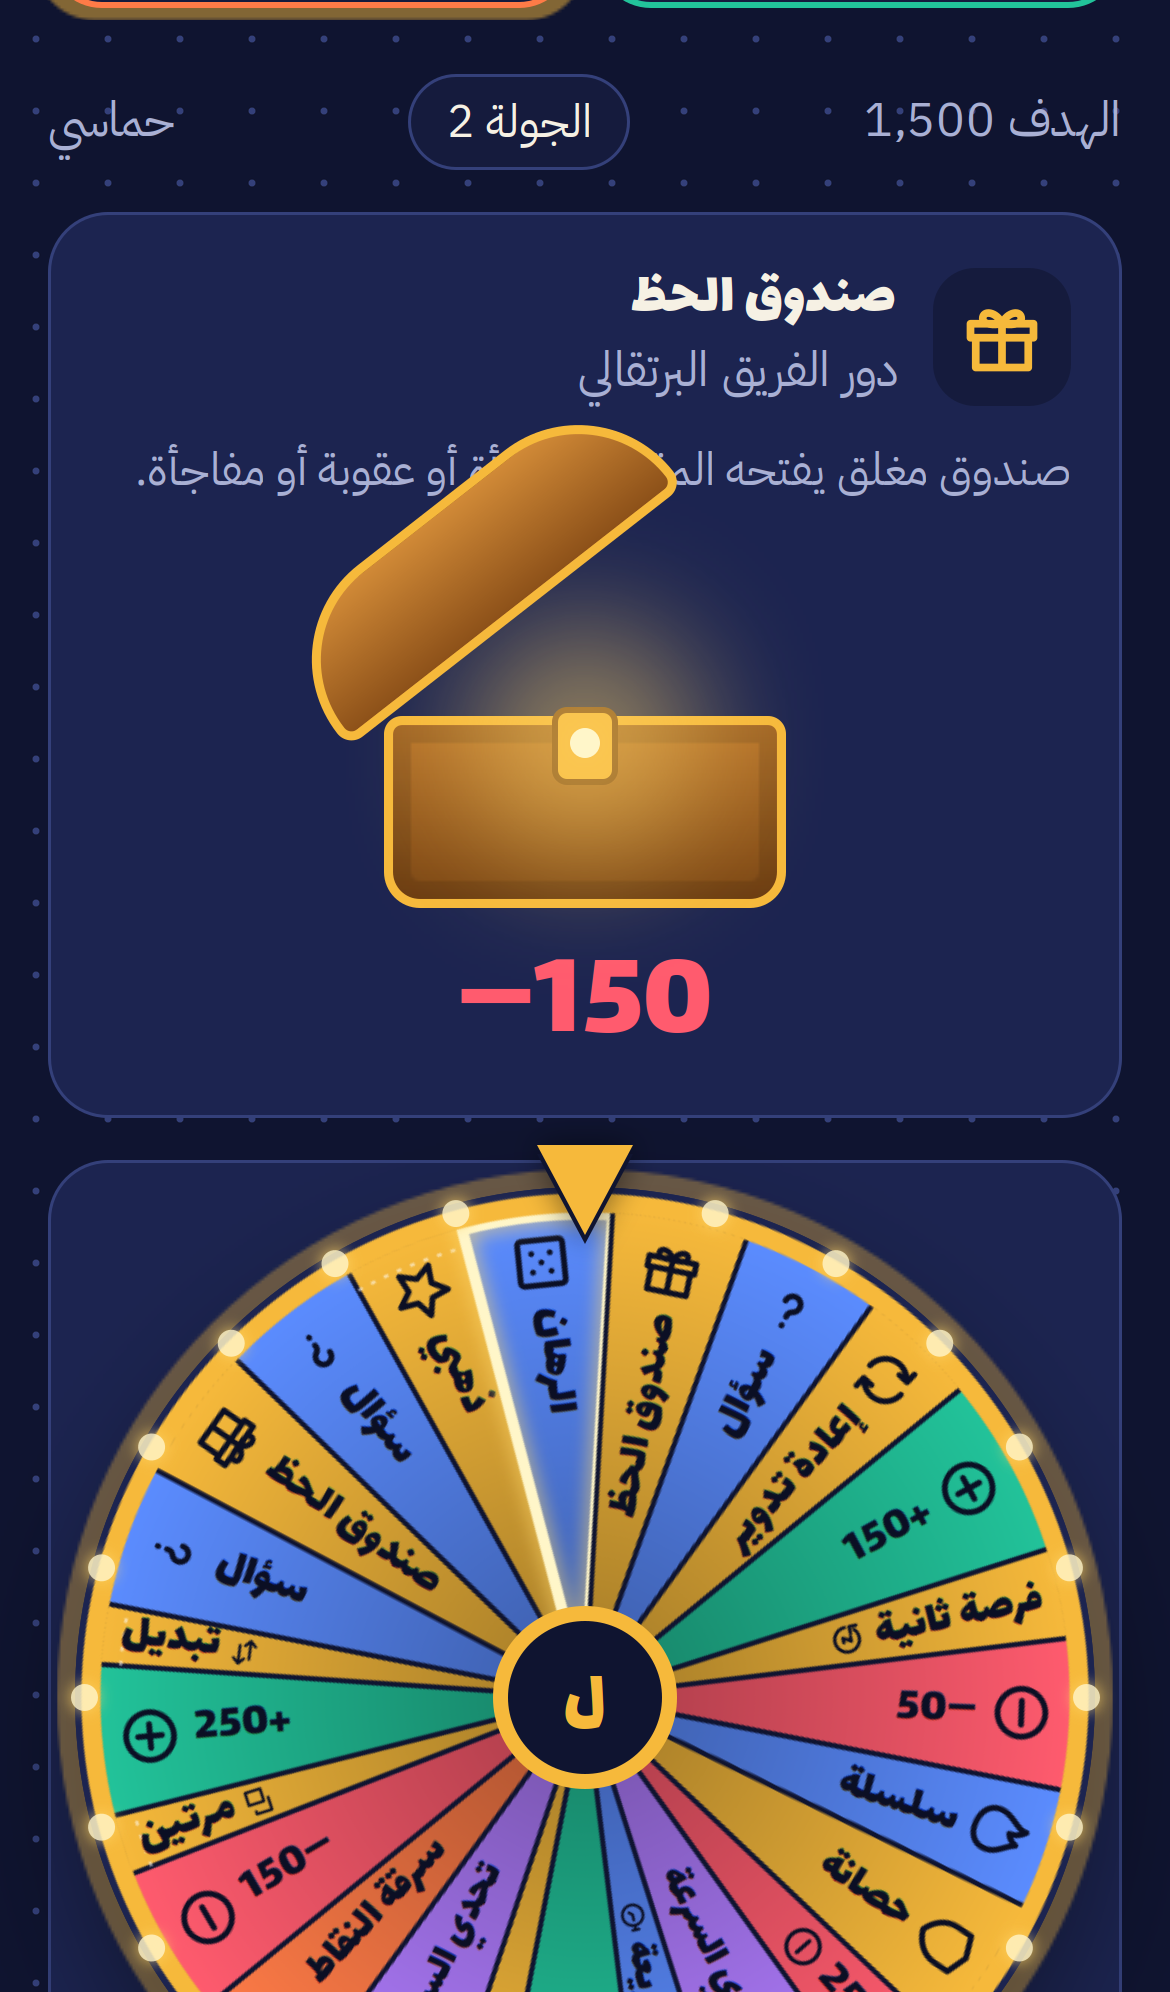 الهدف 1,500
الجولة 2
حماسي
صندوق الحظ
دور الفريق البرتقالي
صندوق مغلق يفتحه
أو عقوبة أو مفاجأة.
−150
الرهان
صندوق الحظ
سؤال
إعادة تدوير
+150
فرصة ثانية
−50
سلسلة
حصانة
السرعة
سرقة النقاط
−150
مرتين
+250
تبديل
سؤال
صندوق الحظ
سؤال
ذهبي
تحدي
ل